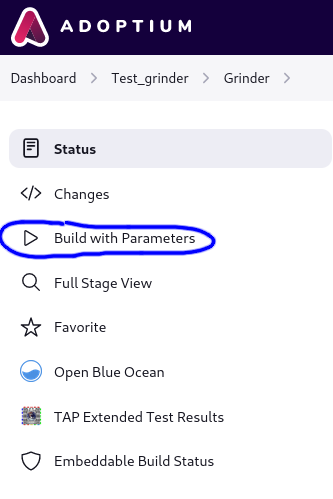 ADOPTIUM
Dashboard > Test_grinder > Grinder >
Status
Changes
Build with Parameters
Full Stage View
Favorite
Open Blue Ocean
TAP Extended Test Results
Embeddable Build Status